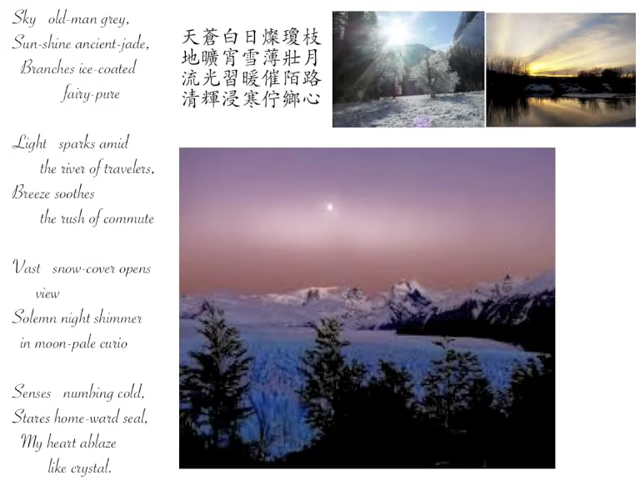 Sky old-man grey,
Sun-shine ancient-jade,
Branches ice-coated
fairy-pure
Light sparks amid
the river of travelers,
Breeze soothes
the rush of commute
Vast snow-cover opens
view
Solemn night shimmer
in moon-pale curio
Senses numbing cold,
Stares home-ward seal,
My heart ablaze
like crystal.
天蒼白日燦瓊枝
地曠宵雪薄壯月
流光習暖催陌路
清輝浸寒佇鄉心